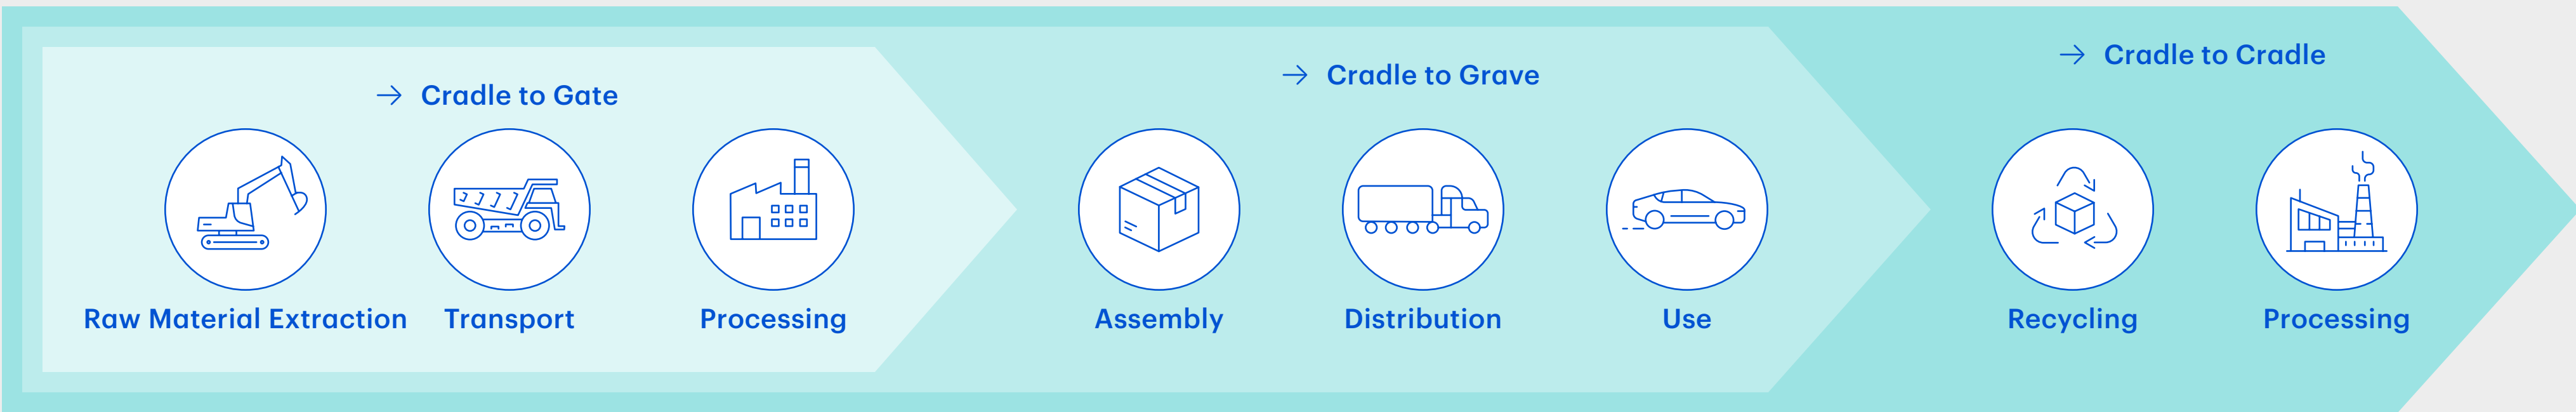 → Cradle to Gate
Raw Material Extraction
Transport
Processing
→ Cradle to Grave
Assembly
Distribution
Use
→ Cradle to Cradle
Recycling
Processing